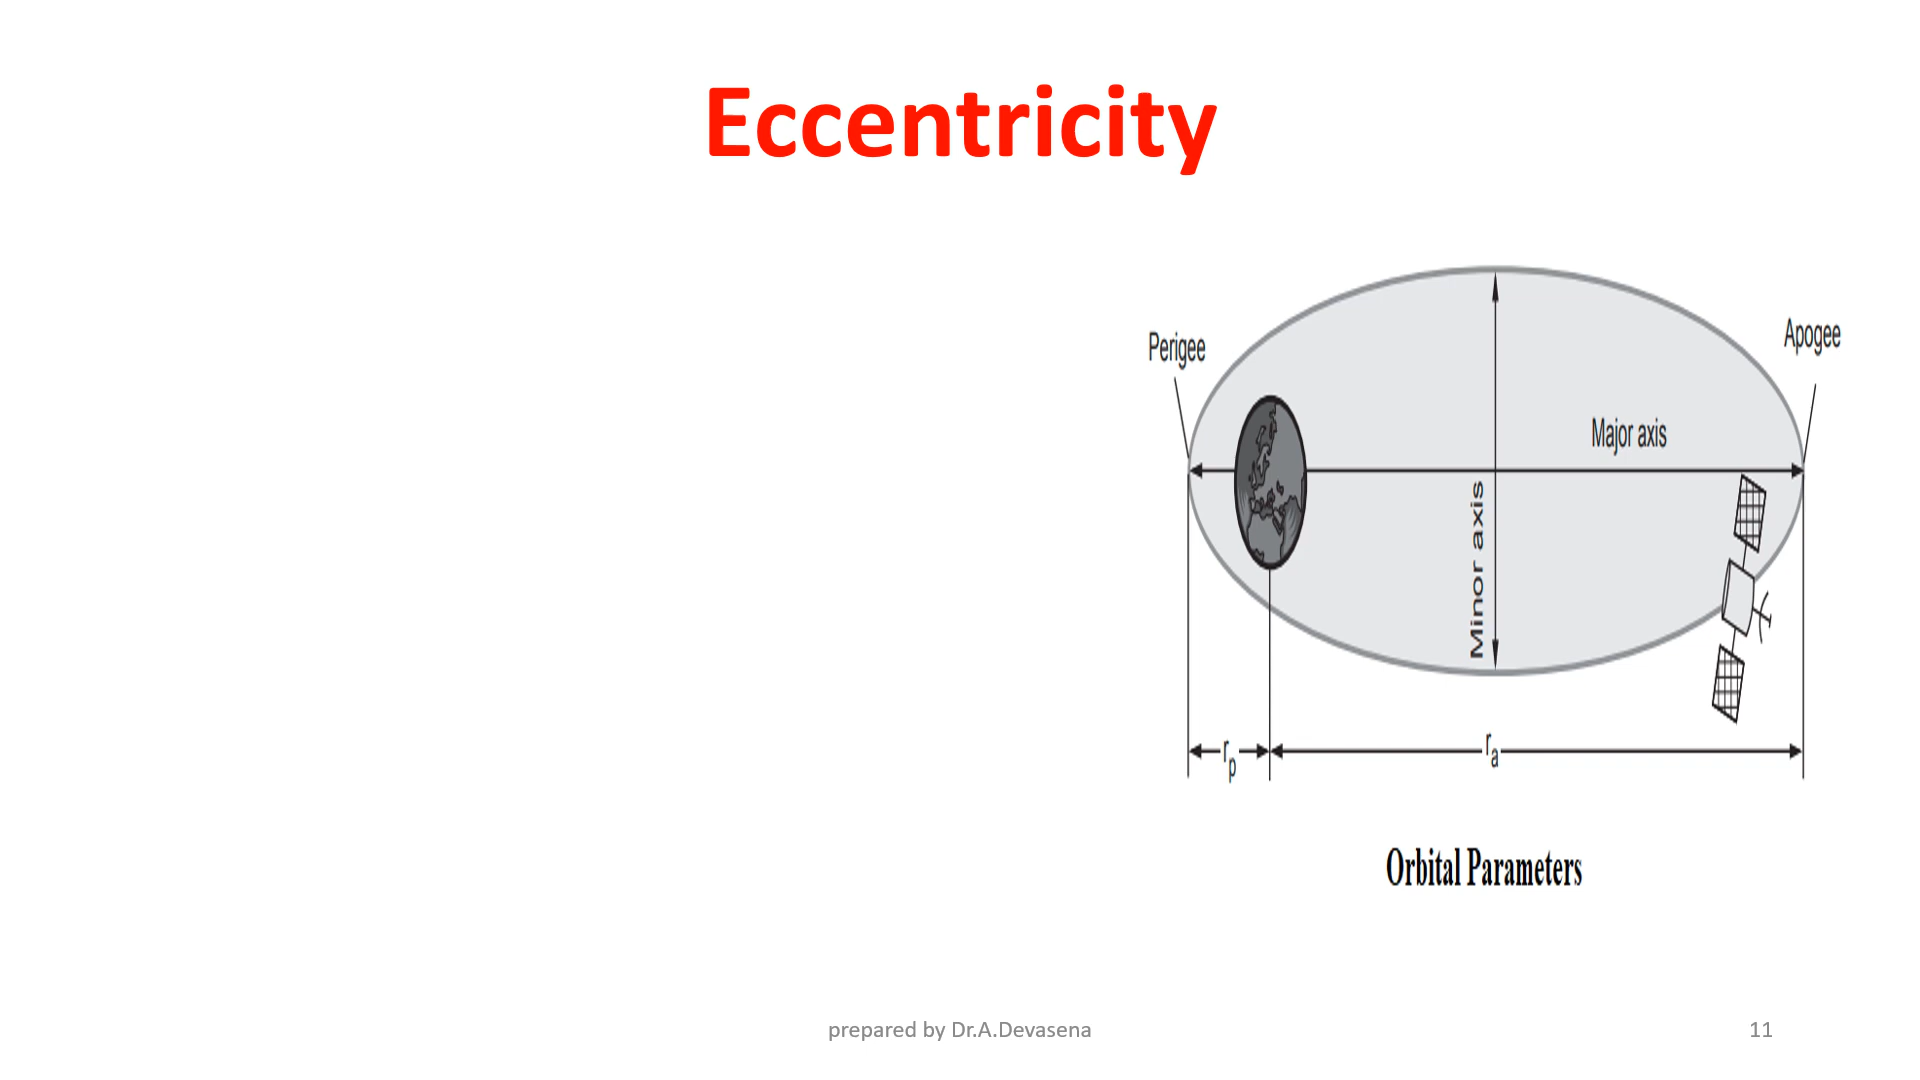 Eccentricity
Perigee
Apogee
Major axis
Minor axis
rp
ra
Orbital Parameters
prepared by Dr.A.Devasena
11